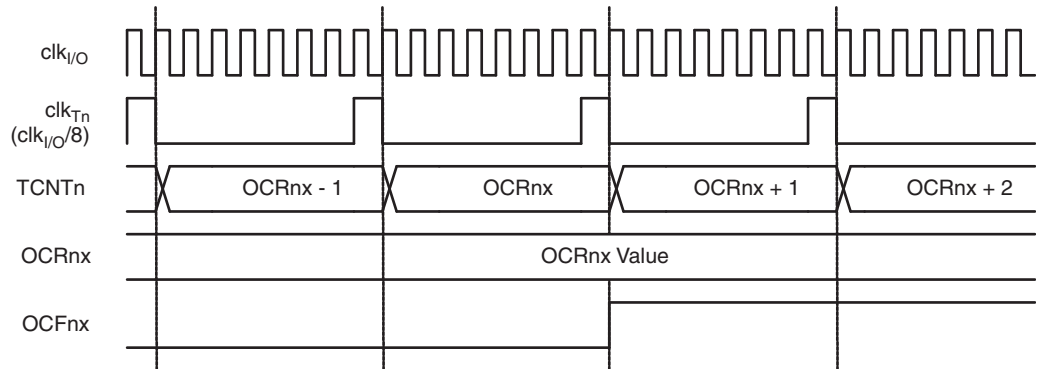 clkI/O
clkTn
(clkI/O/8)
TCNTn
OCRnx - 1
OCRnx
OCRnx + 1
OCRnx + 2
OCRnx
OCRnx Value
OCFnx